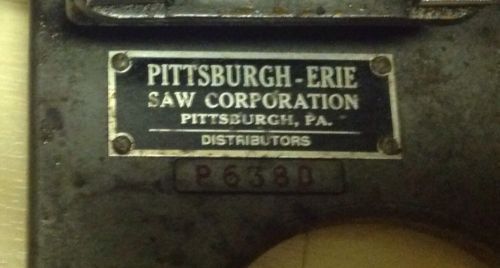 PITTSBURGH-ERIE
SAW CORPORATION
PITTSBURGH, PA.
DISTRIBUTORS
P638D